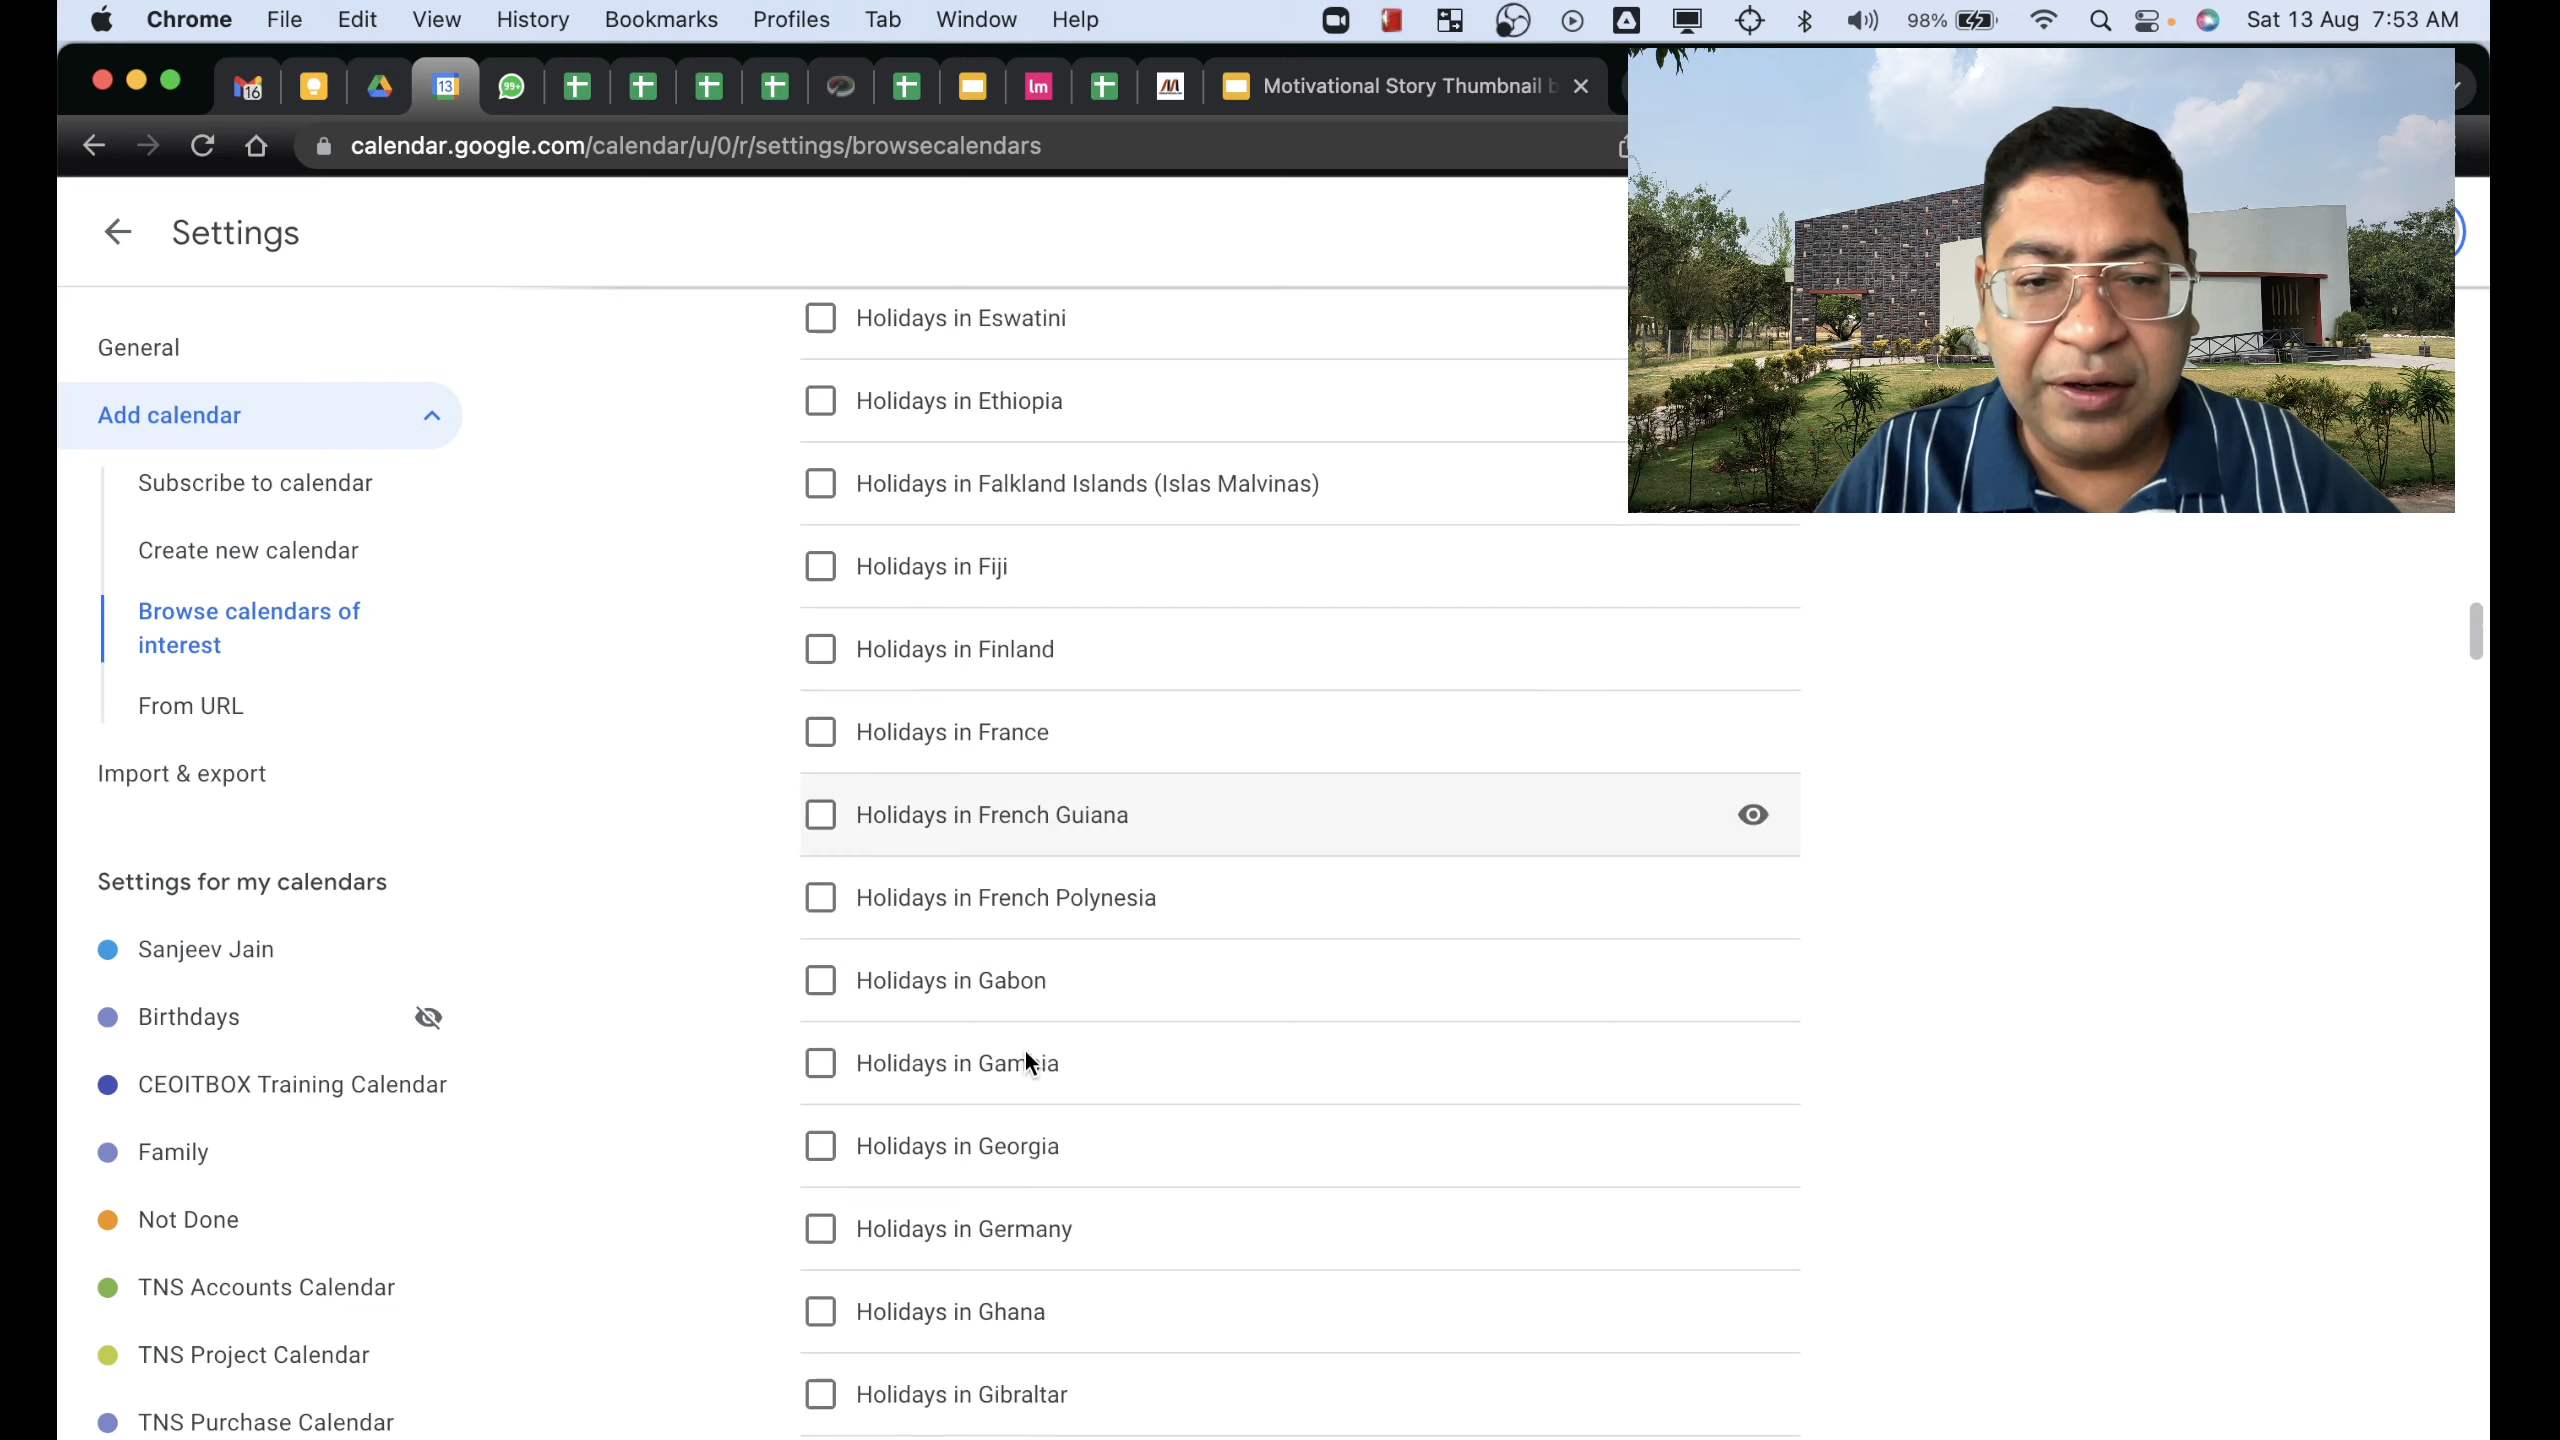 Chrome File Edit View History Bookmarks Profiles Tab Window Help 98% Sat 13 Aug 7:53 AM
16 13 99+ lm Motivational Story Thumbnail
calendar.google.com/calendar/u/0/r/settings/browsecalendars
Settings
General
Add calendar
Subscribe to calendar
Create new calendar
Browse calendars of
interest
From URL
Import & export
Settings for my calendars
Sanjeev Jain
Birthdays
CEOITBOX Training Calendar
Family
Not Done
TNS Accounts Calendar
TNS Project Calendar
TNS Purchase Calendar
Holidays in Eswatini
Holidays in Ethiopia
Holidays in Falkland Islands (Islas Malvinas)
Holidays in Fiji
Holidays in Finland
Holidays in France
Holidays in French Guiana
Holidays in French Polynesia
Holidays in Gabon
Holidays in Gambia
Holidays in Georgia
Holidays in Germany
Holidays in Ghana
Holidays in Gibraltar